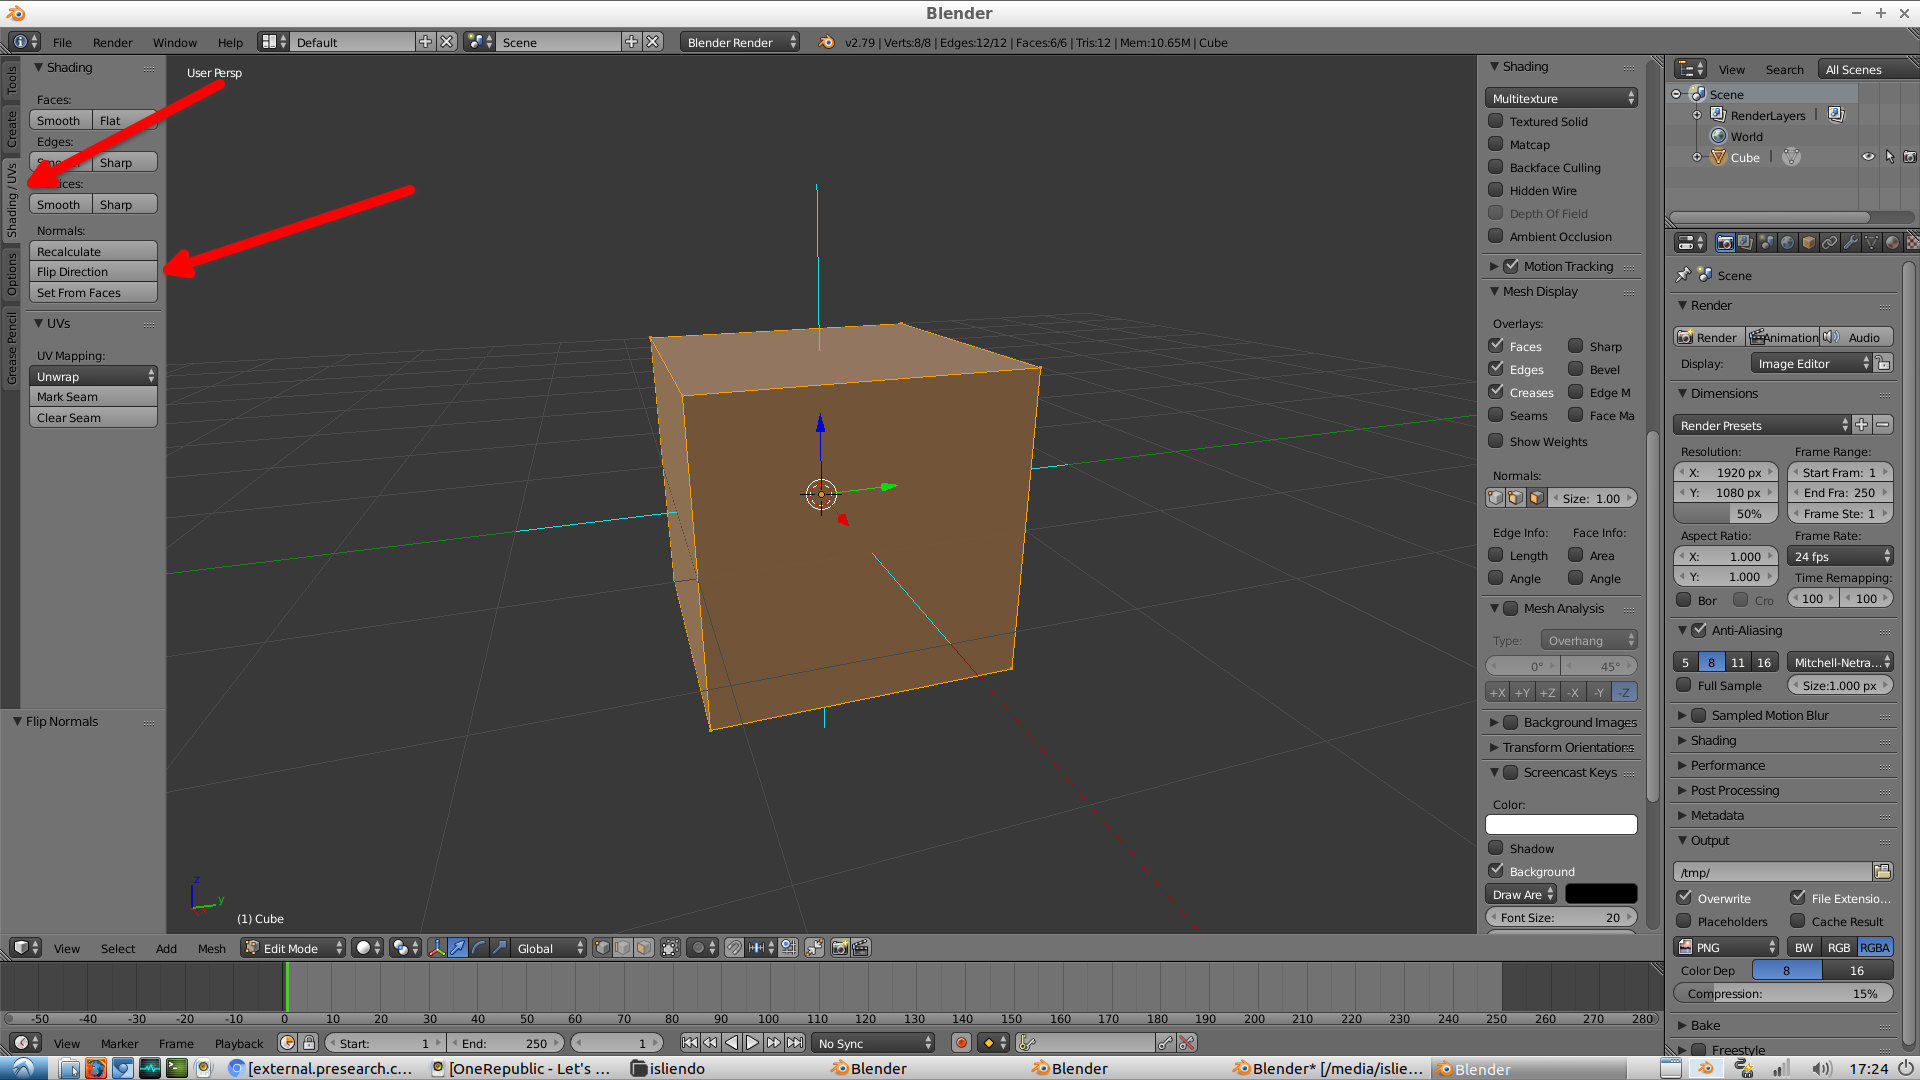 Blender
File Render Window Help Default Scene Blender Render v2.79 | Verts:8/8 | Edges:12/12 | Faces:6/6 | Tris:12 | Mem:10.65M | Cube
Tools
Create
Shading / UVs
Options
Grease Pencil
Shading
Faces:
Smooth Flat
Edges:
Sharp
Smooth Sharp
Normals:
Recalculate
Flip Direction
Set From Faces
UVs
UV Mapping:
Unwrap
Mark Seam
Clear Seam
Flip Normals
User Persp
z
y
(1) Cube
Shading
Multitexture
Textured Solid
Matcap
Backface Culling
Hidden Wire
Depth Of Field
Ambient Occlusion
Motion Tracking
Mesh Display
Overlays:
Faces Sharp
Edges Bevel
Creases Edge M
Seams Face Ma
Show Weights
Normals:
Size: 1.00
Edge Info: Face Info:
Length Area
Angle Angle
Mesh Analysis
Type: Overhang
0° 45°
+X +Y +Z -X -Y -Z
Background Images
Transform Orientations
Screencast Keys
Color:
Shadow
Background
Draw Are
Font Size: 20
View Search All Scenes
Scene
RenderLayers
World
Cube
Scene
Render
Render Animation Audio
Display: Image Editor
Dimensions
Render Presets
Resolution: Frame Range:
X: 1920 px Start Fram: 1
Y: 1080 px End Fra: 250
50% Frame Ste: 1
Aspect Ratio: Frame Rate:
X: 1.000 24 fps
Y: 1.000 Time Remapping:
Bor Cro 100 100
Anti-Aliasing
5 8 11 16 Mitchell-Netra...
Full Sample Size:1.000 px
Sampled Motion Blur
Shading
Performance
Post Processing
Metadata
Output
/tmp/
Overwrite File Extensio...
Placeholders Cache Result
PNG BW RGB RGBA
Color Dep 8 16
Compression: 15%
Bake
Freestyle
View Select Add Mesh Edit Mode Global
-50 -40 -30 -20 -10 0 10 20 30 40 50 60 70 80 90 100 110 120 130 140 150 160 170 180 190 200 210 220 230 240 250 260 270 280
View Marker Frame Playback Start: 1 End: 250 1 No Sync
[external.presearch.c... [OneRepublic - Let's ... isliendo Blender Blender Blender* [/media/islie... Blender 17:24